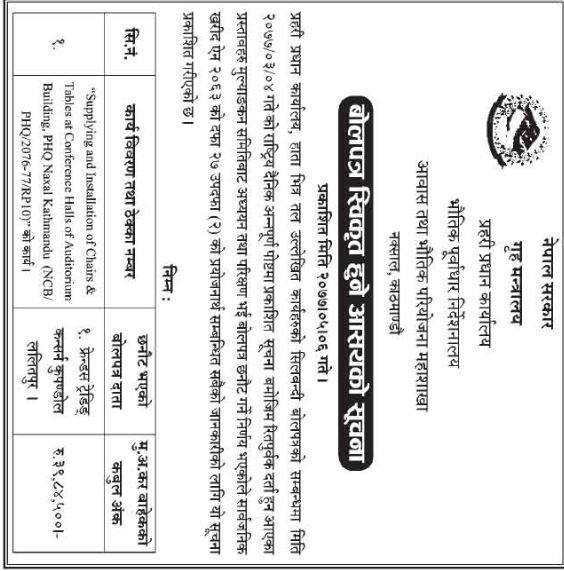 नेपाल सरकार
गृह मन्त्रालय
प्रहरी प्रधान कार्यालय
भौतिक पूर्वाधार निर्देशनालय
आवास तथा भौतिक परियोजना महाशाखा
नक्साल, काठमाण्डौ
बोलपत्र स्विकृत हुने आसयको सूचना
प्रकाशित मिति २०७७।०५।०६ गते ।
प्रहरी प्रधान कार्यालय, हाता भित्र तल उल्लेखित कार्यहरुको सिलबन्दी बोलपत्रको सम्बन्धमा मिति
२०७७/०३/०४ गते को राष्ट्रिय दैनिक अन्नपूर्ण पोष्टमा प्रकाशित सूचना बमोजिम रितपुर्वक दर्ता हुन आएका
प्रस्तावहरु मुल्याङकन समितिबाट अध्ययन तथा परिक्षण भई बोलपत्र छनौट गर्ने निर्णय भएकोले सार्वजनिक
खरीद ऐन २०६३ को दफा २७ उपदफा (२) को प्रयोजनार्थ सम्बन्धित सबैको जानकारीको लागि यो सूचना
प्रकाशित गरीएको छ ।
निम्न :
सि.नं. कार्य विवरण तथा ठेक्का नम्बर छनौट भएको बोलपत्र दाता मु.अ.कर बाहेकको कबुल अंक
१. “Supplying and Installation of Chairs &
Tables at Conference Halls of Auditorium
Building, PHQ Naxal Kathmandu (NCB/
PHQ/2076-77/RP10)” को कार्य ।
१. फ्रेन्डस ट्रेडिङ्ग
कन्सर्न कुपण्डोल
ललितपुर ।
रु.३९,८४,५००।-